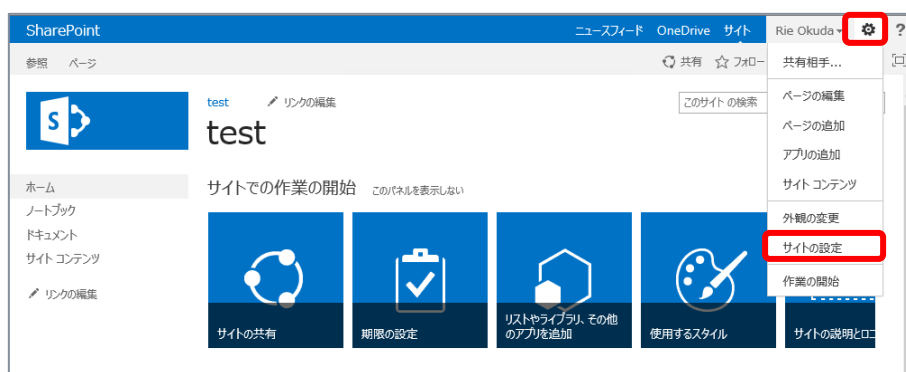 SharePoint
ニュースフィード OneDrive サイト Rie Okuda ?
参照 ページ
共有 フォロー
共有相手...
ページの編集
ページの追加
アプリの追加
サイト コンテンツ
外観の変更
サイトの設定
作業の開始
S
test リンクの編集
このサイト の検索
test
ホーム
ノートブック
ドキュメント
サイト コンテンツ
リンクの編集
サイトでの作業の開始 このパネルを表示しない
サイトの共有
期限の設定
リストやライブラリ、その他
のアプリを追加
使用するスタイル
サイトの説明とロゴ